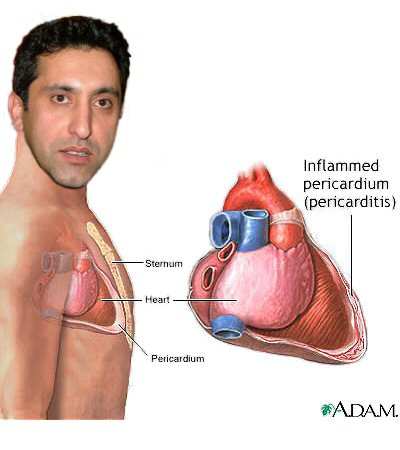 Inflammed
pericardium
(pericarditis)
Sternum
Heart
Pericardium
A.D.A.M.